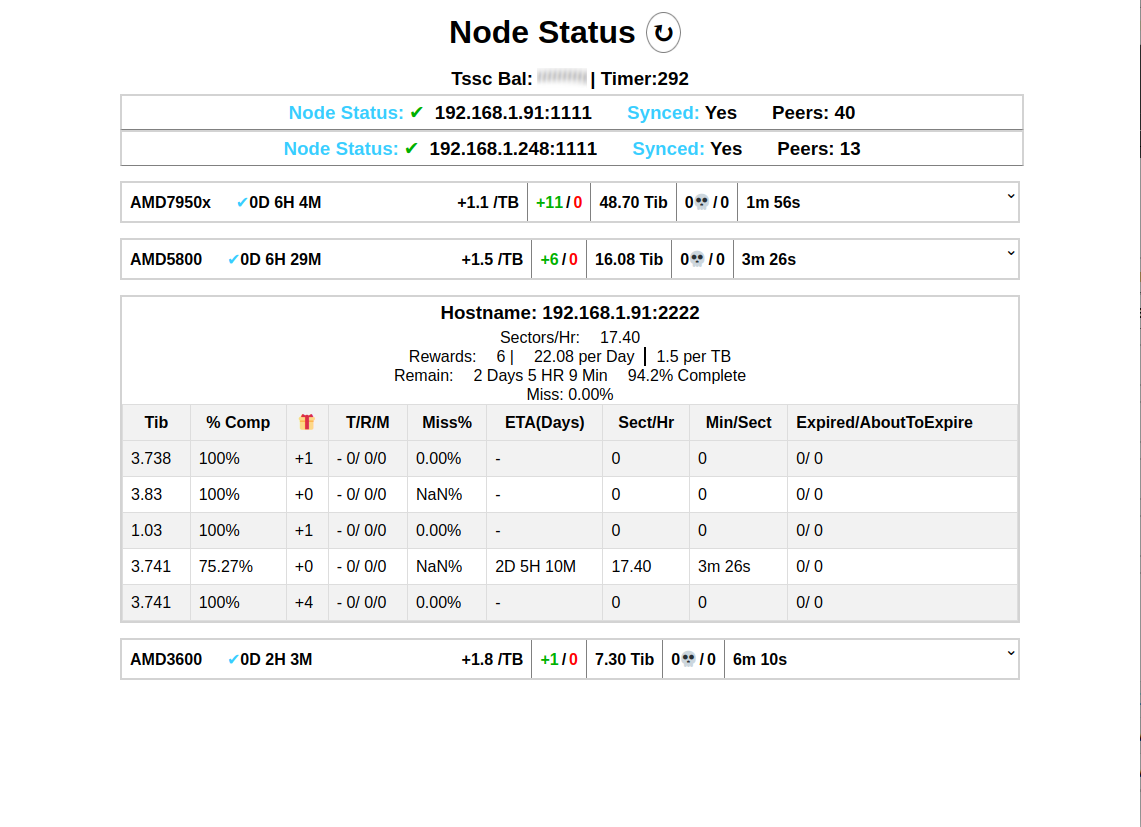 Node Status ↻
Tssc Bal: | Timer:292
Node Status: ✔ 192.168.1.91:1111 Synced: Yes Peers: 40
Node Status: ✔ 192.168.1.248:1111 Synced: Yes Peers: 13
AMD7950x ✔0D 6H 4M +1.1 /TB +11 / 0 48.70 Tib 0💀 / 0 1m 56s
AMD5800 ✔0D 6H 29M +1.5 /TB +6 / 0 16.08 Tib 0💀 / 0 3m 26s
Hostname: 192.168.1.91:2222
Sectors/Hr: 17.40
Rewards: 6 | 22.08 per Day | 1.5 per TB
Remain: 2 Days 5 HR 9 Min 94.2% Complete
Miss: 0.00%
Tib % Comp 🎁 T/R/M Miss% ETA(Days) Sect/Hr Min/Sect Expired/AboutToExpire
3.738 100% +1 - 0/ 0/0 0.00% - 0 0 0/ 0
3.83 100% +0 - 0/ 0/0 NaN% - 0 0 0/ 0
1.03 100% +1 - 0/ 0/0 0.00% - 0 0 0/ 0
3.741 75.27% +0 - 0/ 0/0 NaN% 2D 5H 10M 17.40 3m 26s 0/ 0
3.741 100% +4 - 0/ 0/0 0.00% - 0 0 0/ 0
AMD3600 ✔0D 2H 3M +1.8 /TB +1 / 0 7.30 Tib 0💀 / 0 6m 10s